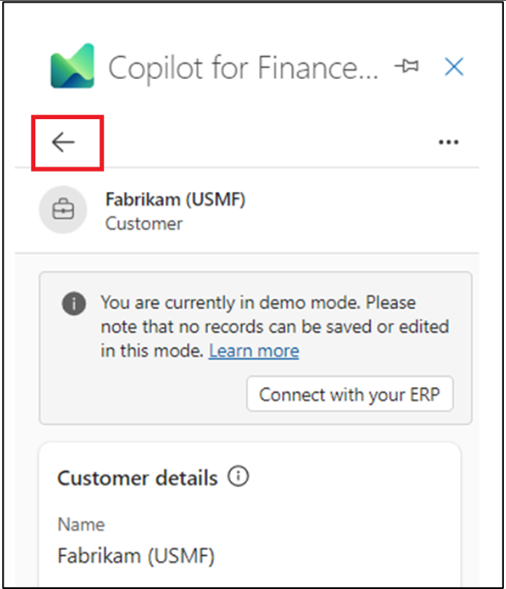 Copilot for Finance...
Fabrikam (USMF)
Customer
You are currently in demo mode. Please
note that no records can be saved or edited
in this mode. Learn more
Connect with your ERP
Customer details
Name
Fabrikam (USMF)